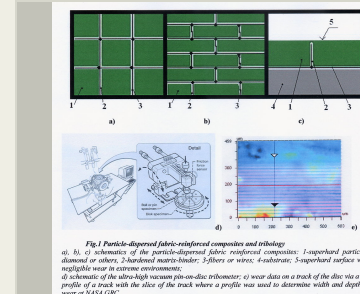 5
1 2 3
1 2 3
4 1 2 3
a) b) c)
Detail
d)
e)
Fig.1 Particle-dispersed fabric-reinforced composites and tribology
a), b), c) schematics of the particle-dispersed fabric reinforced composites: 1-superhard partic
diamond or others, 2-hardened matrix-binder; 3-fibers or wires; 4-substrate; 5-superhard surface w
negligible wear in extreme environments;
d) schematic of the ultra-high vacuum pin-on-disc tribometer; e) wear data on a track of the disc via a
profile of a track with the slice of the track where a profile was used to determine width and depth
wear at NASA GRC